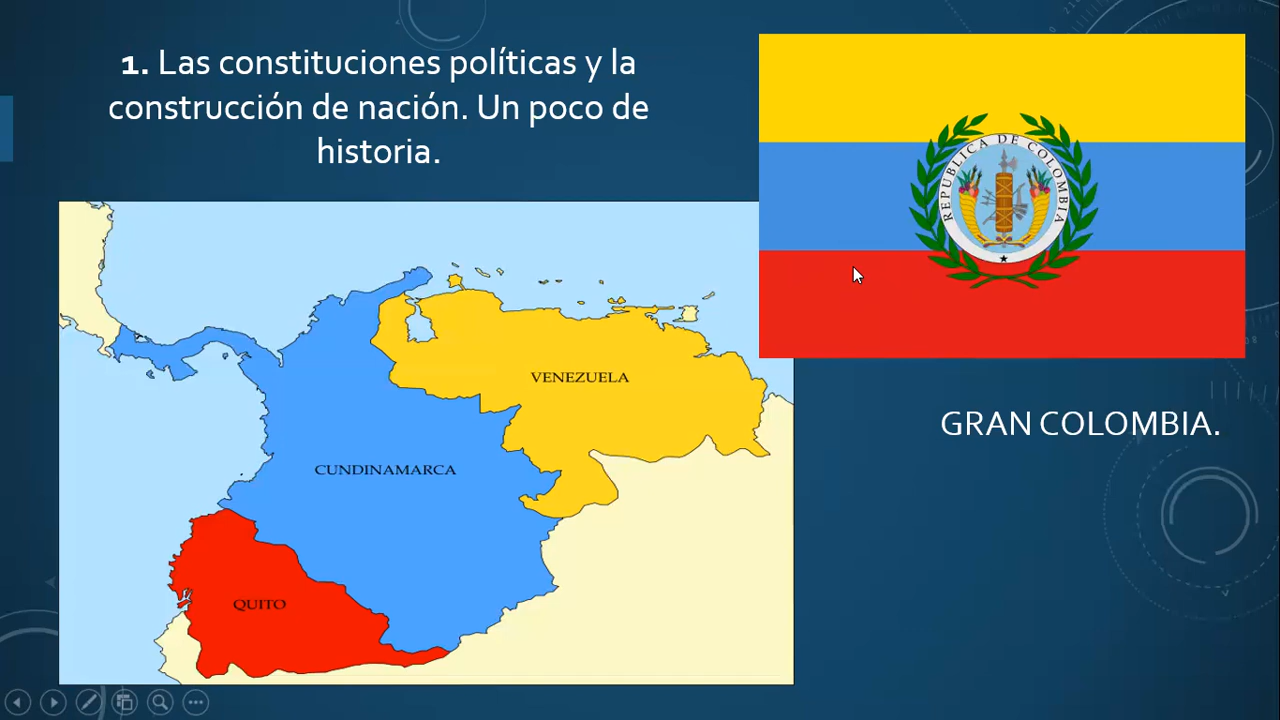 1. Las constituciones políticas y la
construcción de nación. Un poco de
historia.
REPUBLICA DE COLOMBIA
VENEZUELA
GRAN COLOMBIA.
CUNDINAMARCA
QUITO